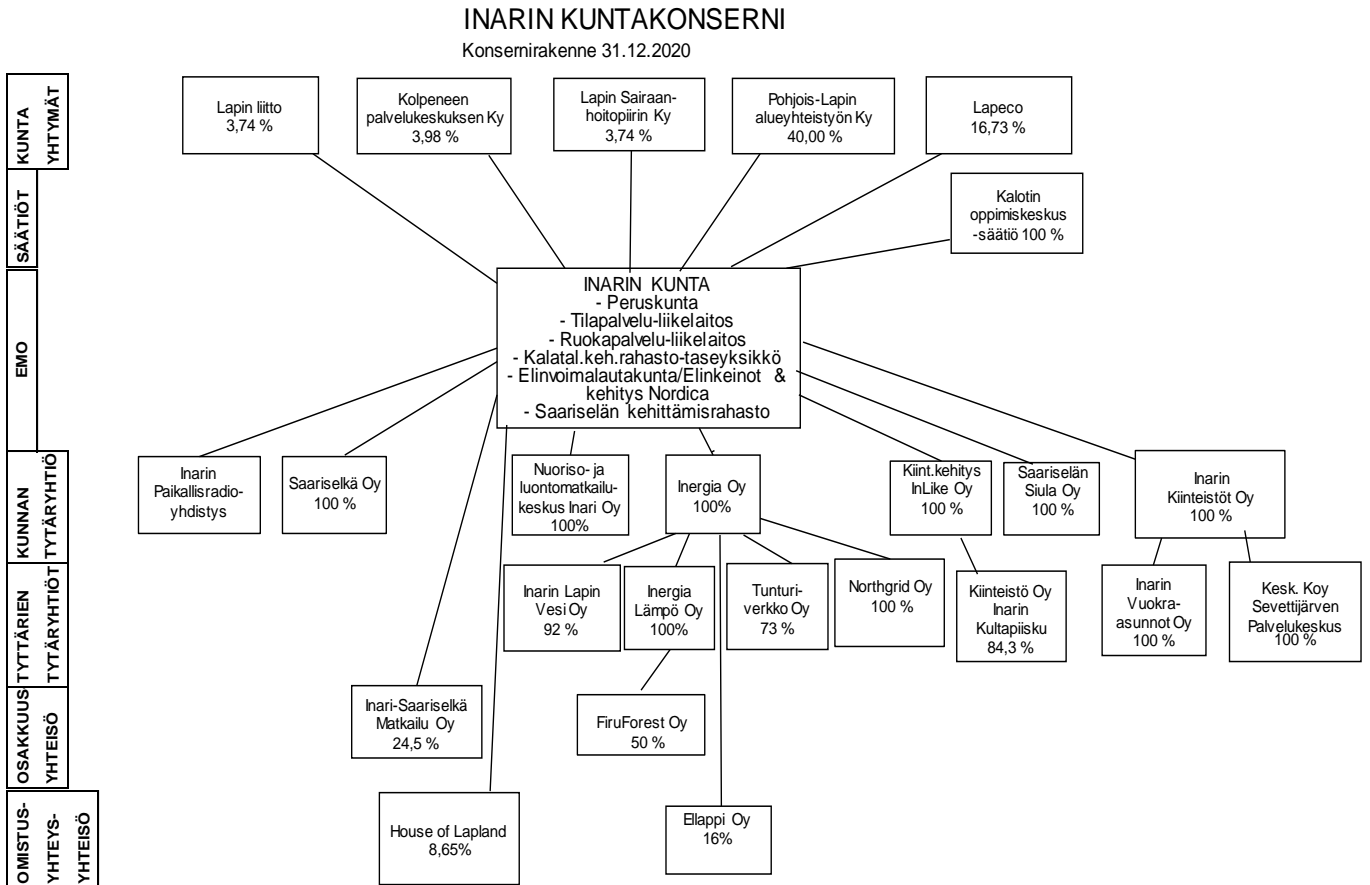 INARIN KUNTAKONSERNI
Konsernirakenne 31.12.2020
KUNTA
YHTYMÄT
Lapin liitto
3,74 %
Kolpeneen
palvelukeskuksen Ky
3,98 %
Lapin Sairaan-
hoitopiirin Ky
3,74 %
Pohjois-Lapin
alueyhteistyön Ky
40,00 %
Lapeco
16,73 %
SÄÄTIÖT
Kalotin
oppimiskeskus
-säätiö 100 %
EMO
INARIN KUNTA
- Peruskunta
- Tilapalvelu-liikelaitos
- Ruokapalvelu-liikelaitos
- Kalatal.keh.rahasto-taseyksikkö
- Elinvoimalautakunta/Elinkeinot &
kehitys Nordica
- Saariselän kehittämisrahasto
KUNNAN
TYTÄRYHTIÖ
Inarin
Paikallisradio-
yhdistys
Saariselkä Oy
100 %
Nuoriso- ja
luontomatkailu-
keskus Inari Oy
100%
Inergia Oy
100%
Kiint.kehitys
InLike Oy
100 %
Saariselän
Siula Oy
100 %
Inarin
Kiinteistöt Oy
100 %
TYTTÄRIEN
TYTÄRYHTIÖT
Inarin Lapin
Vesi Oy
92 %
Inergia
Lämpö Oy
100%
Tunturi-
verkko Oy
73 %
Northgrid Oy
100 %
Kiinteistö Oy
Inarin
Kultapiisku
84,3 %
Inarin
Vuokra-
asunnot Oy
100 %
Kesk. Koy
Sevettijärven
Palvelukeskus
100 %
OSAKKUUS
YHTEISÖ
Inari-Saariselkä
Matkailu Oy
24,5 %
FiruForest Oy
50 %
OMISTUS-
YHTEYS-
YHTEISÖ
House of Lapland
8,65%
Ellappi Oy
16%